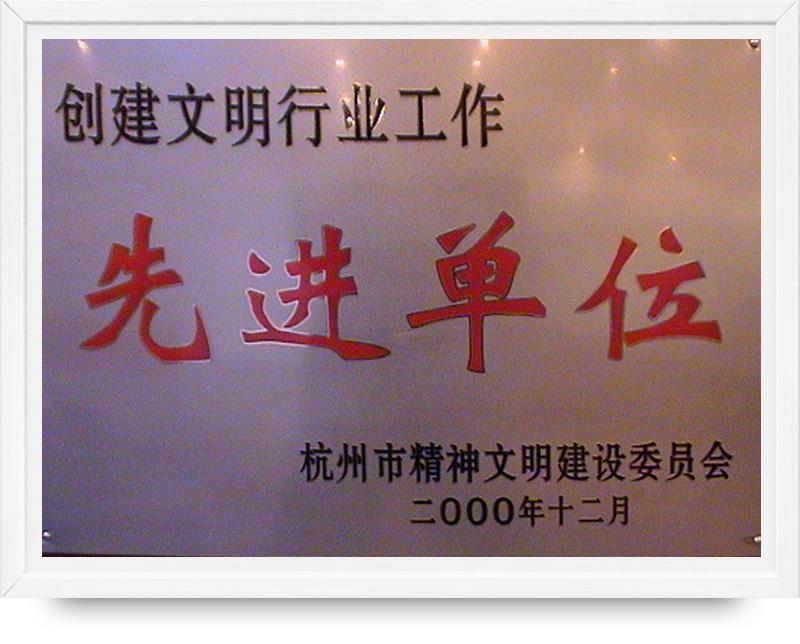 创建文明行业工作
先进单位
杭州市精神文明建设委员会
二000年十二月